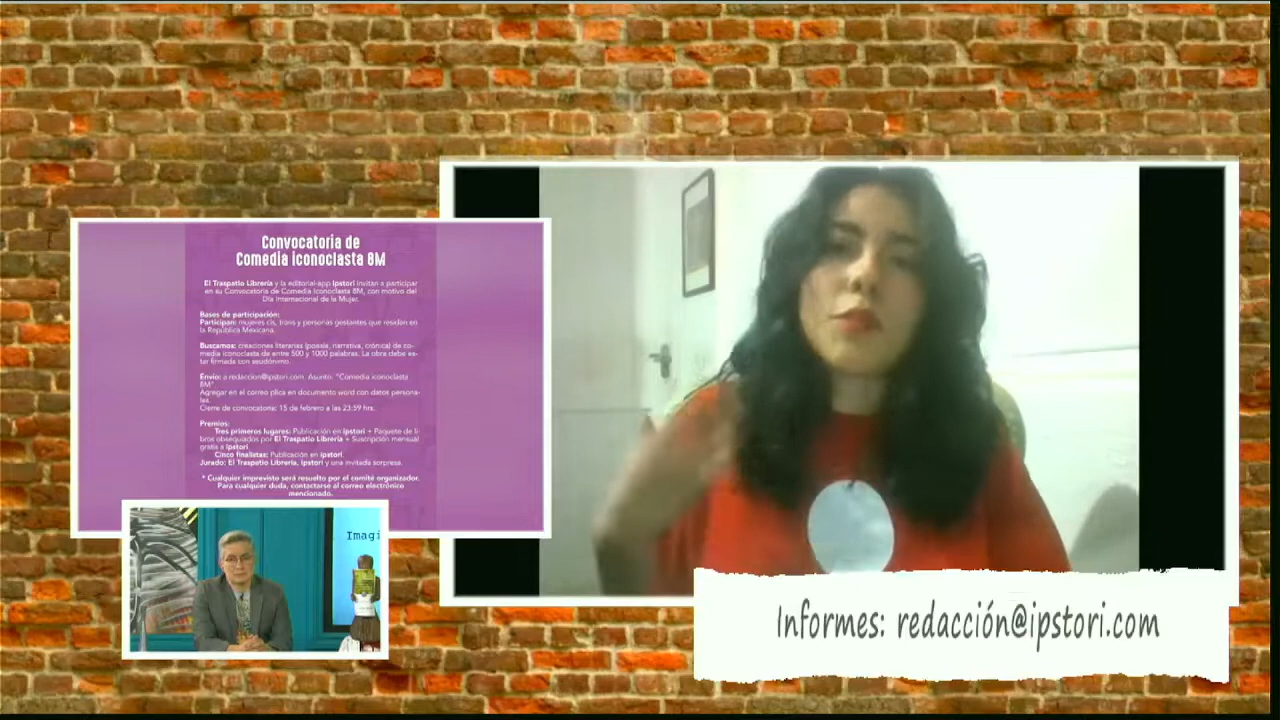 Convocatoria de
Comedia iconoclasta 8M
El Traspatio Librería y la editorial-app ipstori invitan a participar
en su Convocatoria de Comedia Iconoclasta 8M, con motivo del
Día Internacional de la Mujer.
Bases de participación:
Participan: mujeres cis, trans y personas gestantes que residan en
la República Mexicana.
Buscamos: creaciones literarias (poesía, narrativa, crónica) de co-
media iconoclasta de entre 500 y 1000 palabras. La obra debe es-
tar firmada con seudónimo.
Envío: a redaccion@ipstori.com. Asunto: "Comedia iconoclasta
8M"
Agregar en el correo plica en documento word con datos persona-
les.
Cierre de convocatoria: 15 de febrero a las 23:59 hrs.
Premios:
Tres primeros lugares: Publicación en ipstori + Paquete de li-
bros obsequiados por El Traspatio Librería + Suscripción mensual
gratis a ipstori.
Cinco finalistas: Publicación en ipstori.
Jurado: El Traspatio Librería, ipstori y una invitada sorpresa.
* Cualquier imprevisto será resuelto por el comité organizador.
Para cualquier duda, contactarse al correo electrónico
mencionado.
Imagi
Informes: redacción@ipstori.com